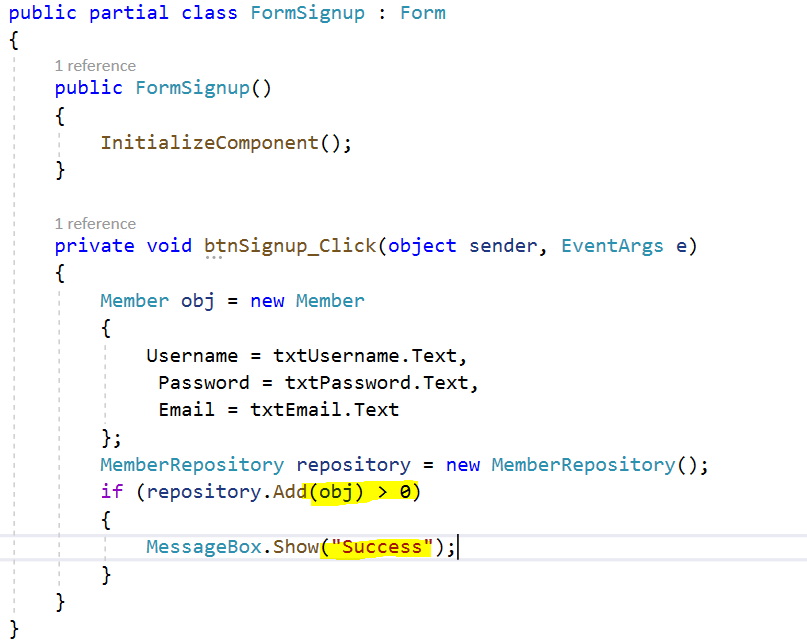 public partial class FormSignup : Form
{
1 reference
public FormSignup()
{
InitializeComponent();
}
1 reference
private void btnSignup_Click(object sender, EventArgs e)
{
Member obj = new Member
{
Username = txtUsername.Text,
Password = txtPassword.Text,
Email = txtEmail.Text
};
MemberRepository repository = new MemberRepository();
if (repository.Add(obj) > 0)
{
MessageBox.Show("Success");
}
}
}